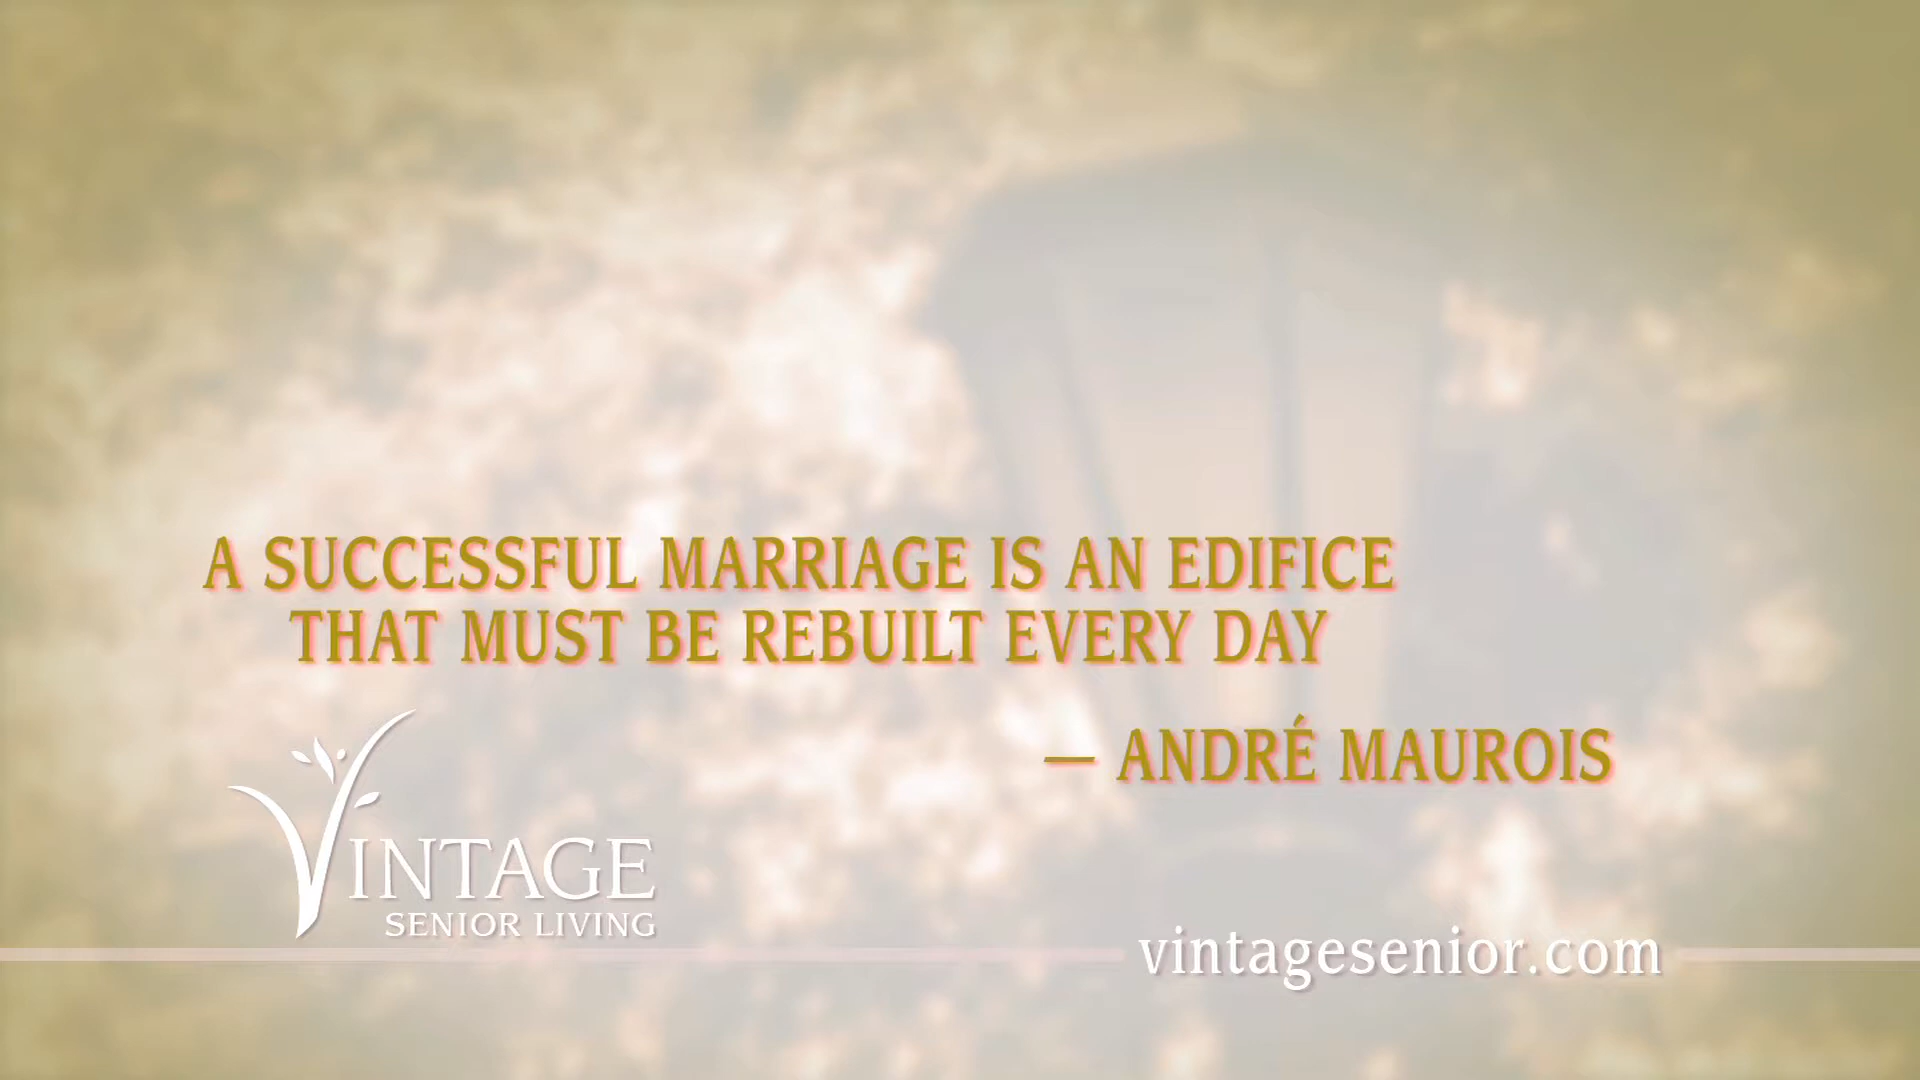 A SUCCESSFUL MARRIAGE IS AN EDIFICE
THAT MUST BE REBUILT EVERY DAY
— ANDRÉ MAUROIS
VINTAGE
SENIOR LIVING
vintagesenior.com